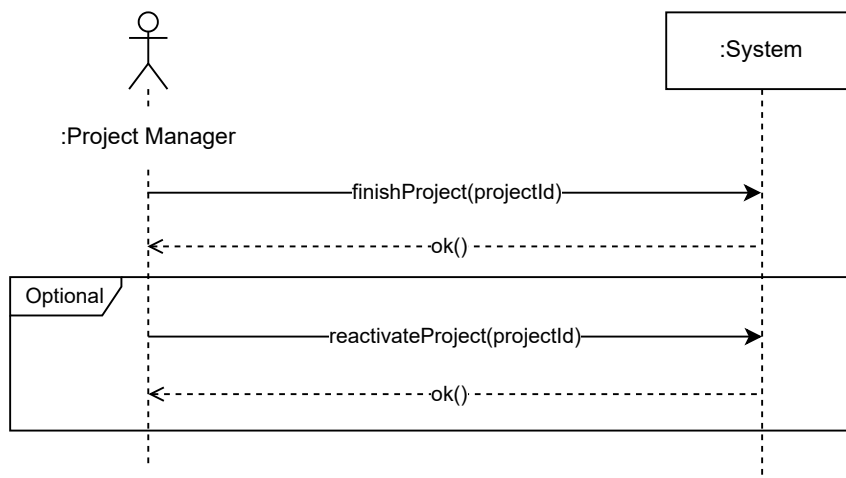 :System
:Project Manager
finishProject(projectId)
ok()
Optional
reactivateProject(projectId)
ok()